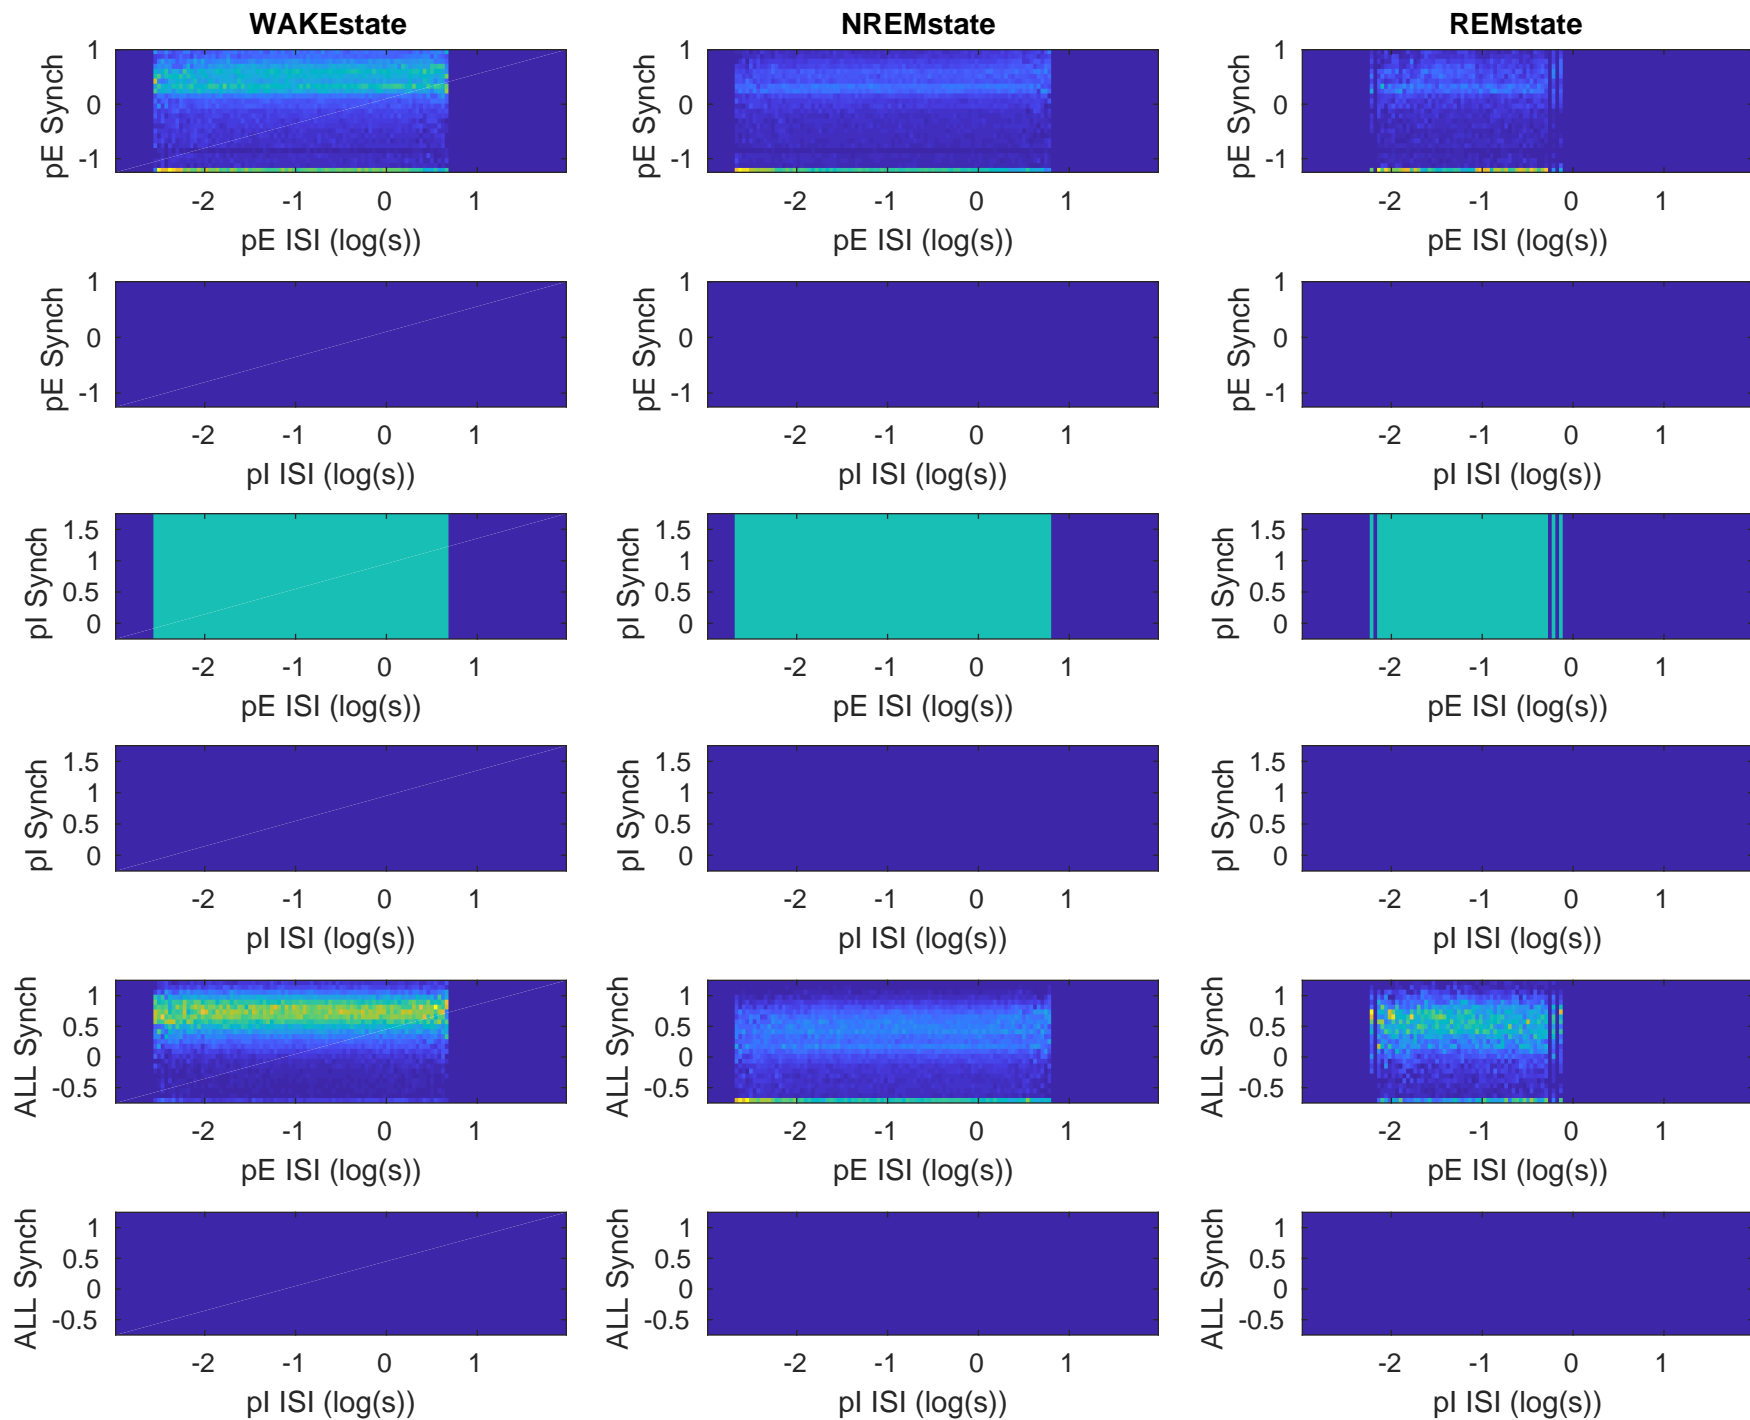 WAKEstate NREMstate REMstate
1 1 1
0 0 0
-1 -1 -1
pE Synch pE Synch pE Synch
-2 -1 0 1 -2 -1 0 1 -2 -1 0 1
pE ISI (log(s)) pE ISI (log(s)) pE ISI (log(s))
1 1 1
0 0 0
-1 -1 -1
pE Synch pE Synch pE Synch
-2 -1 0 1 -2 -1 0 1 -2 -1 0 1
pI ISI (log(s)) pI ISI (log(s)) pI ISI (log(s))
1.5 1.5 1.5
1 1 1
0.5 0.5 0.5
0 0 0
pI Synch pI Synch pI Synch
-2 -1 0 1 -2 -1 0 1 -2 -1 0 1
pE ISI (log(s)) pE ISI (log(s)) pE ISI (log(s))
1.5 1.5 1.5
1 1 1
0.5 0.5 0.5
0 0 0
pI Synch pI Synch pI Synch
-2 -1 0 1 -2 -1 0 1 -2 -1 0 1
pI ISI (log(s)) pI ISI (log(s)) pI ISI (log(s))
1 1 1
0.5 0.5 0.5
0 0 0
-0.5 -0.5 -0.5
ALL Synch ALL Synch ALL Synch
-2 -1 0 1 -2 -1 0 1 -2 -1 0 1
pE ISI (log(s)) pE ISI (log(s)) pE ISI (log(s))
1 1 1
0.5 0.5 0.5
0 0 0
-0.5 -0.5 -0.5
ALL Synch ALL Synch ALL Synch
-2 -1 0 1 -2 -1 0 1 -2 -1 0 1
pI ISI (log(s)) pI ISI (log(s)) pI ISI (log(s))